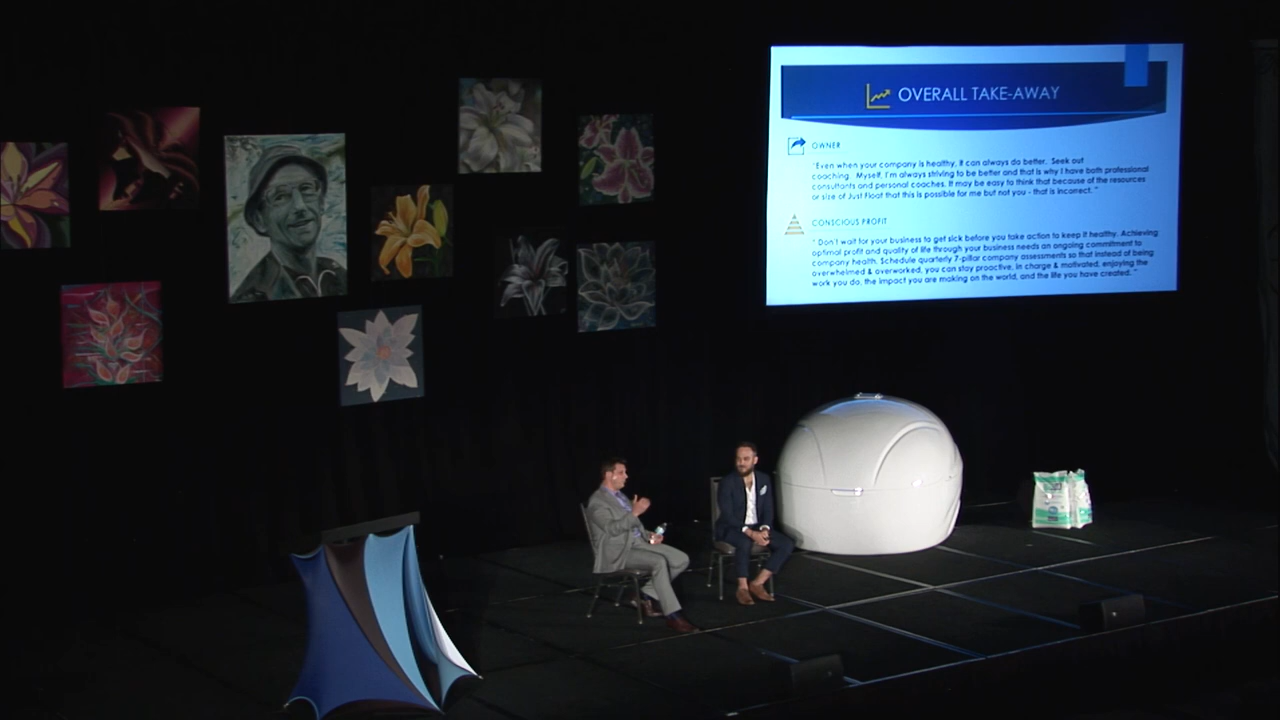 OVERALL TAKE-AWAY
OWNER
"Even when your company is healthy, it can always do better. Seek out
coaching. Myself, I'm always striving to be better and that is why I have both professional
consultants and personal coaches. It may be easy to think that because of the resources
or size of Just Float that this is possible for me but not you - that is incorrect. "
CONSCIOUS PROFIT
" Don't wait for your business to get sick before you take action to keep it healthy. Achieving
optimal profit and quality of life through your business needs an ongoing commitment to
company health. Schedule quarterly 7-pillar company assessments so that instead of being
overwhelmed & overworked, you can stay proactive, in charge & motivated, enjoying the
work you do, the impact you are making on the world, and the life you have created. "